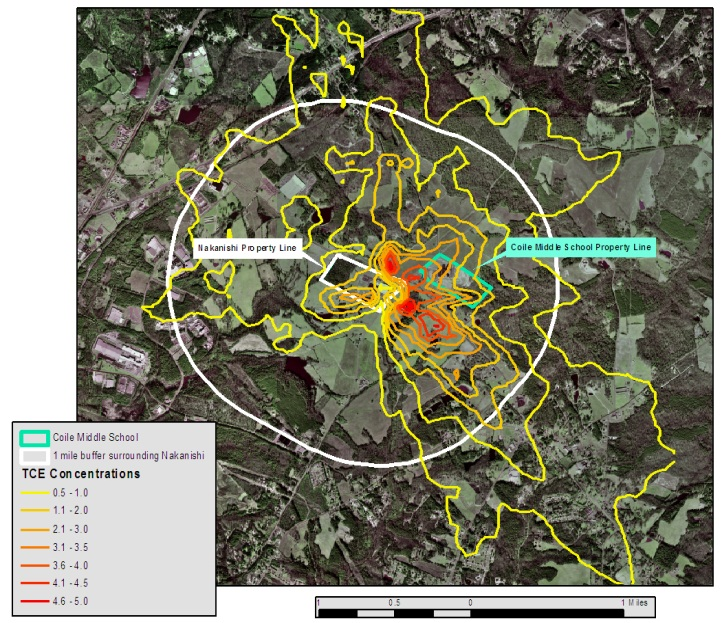 Nakanishi Property Line
Coile Middle School Property Line
Coile Middle School
1 mile buffer surrounding Nakanishi
TCE Concentrations
0.5 - 1.0
1.1 - 2.0
2.1 - 3.0
3.1 - 3.5
3.6 - 4.0
4.1 - 4.5
4.6 - 5.0
1 0.5 0 1 Miles